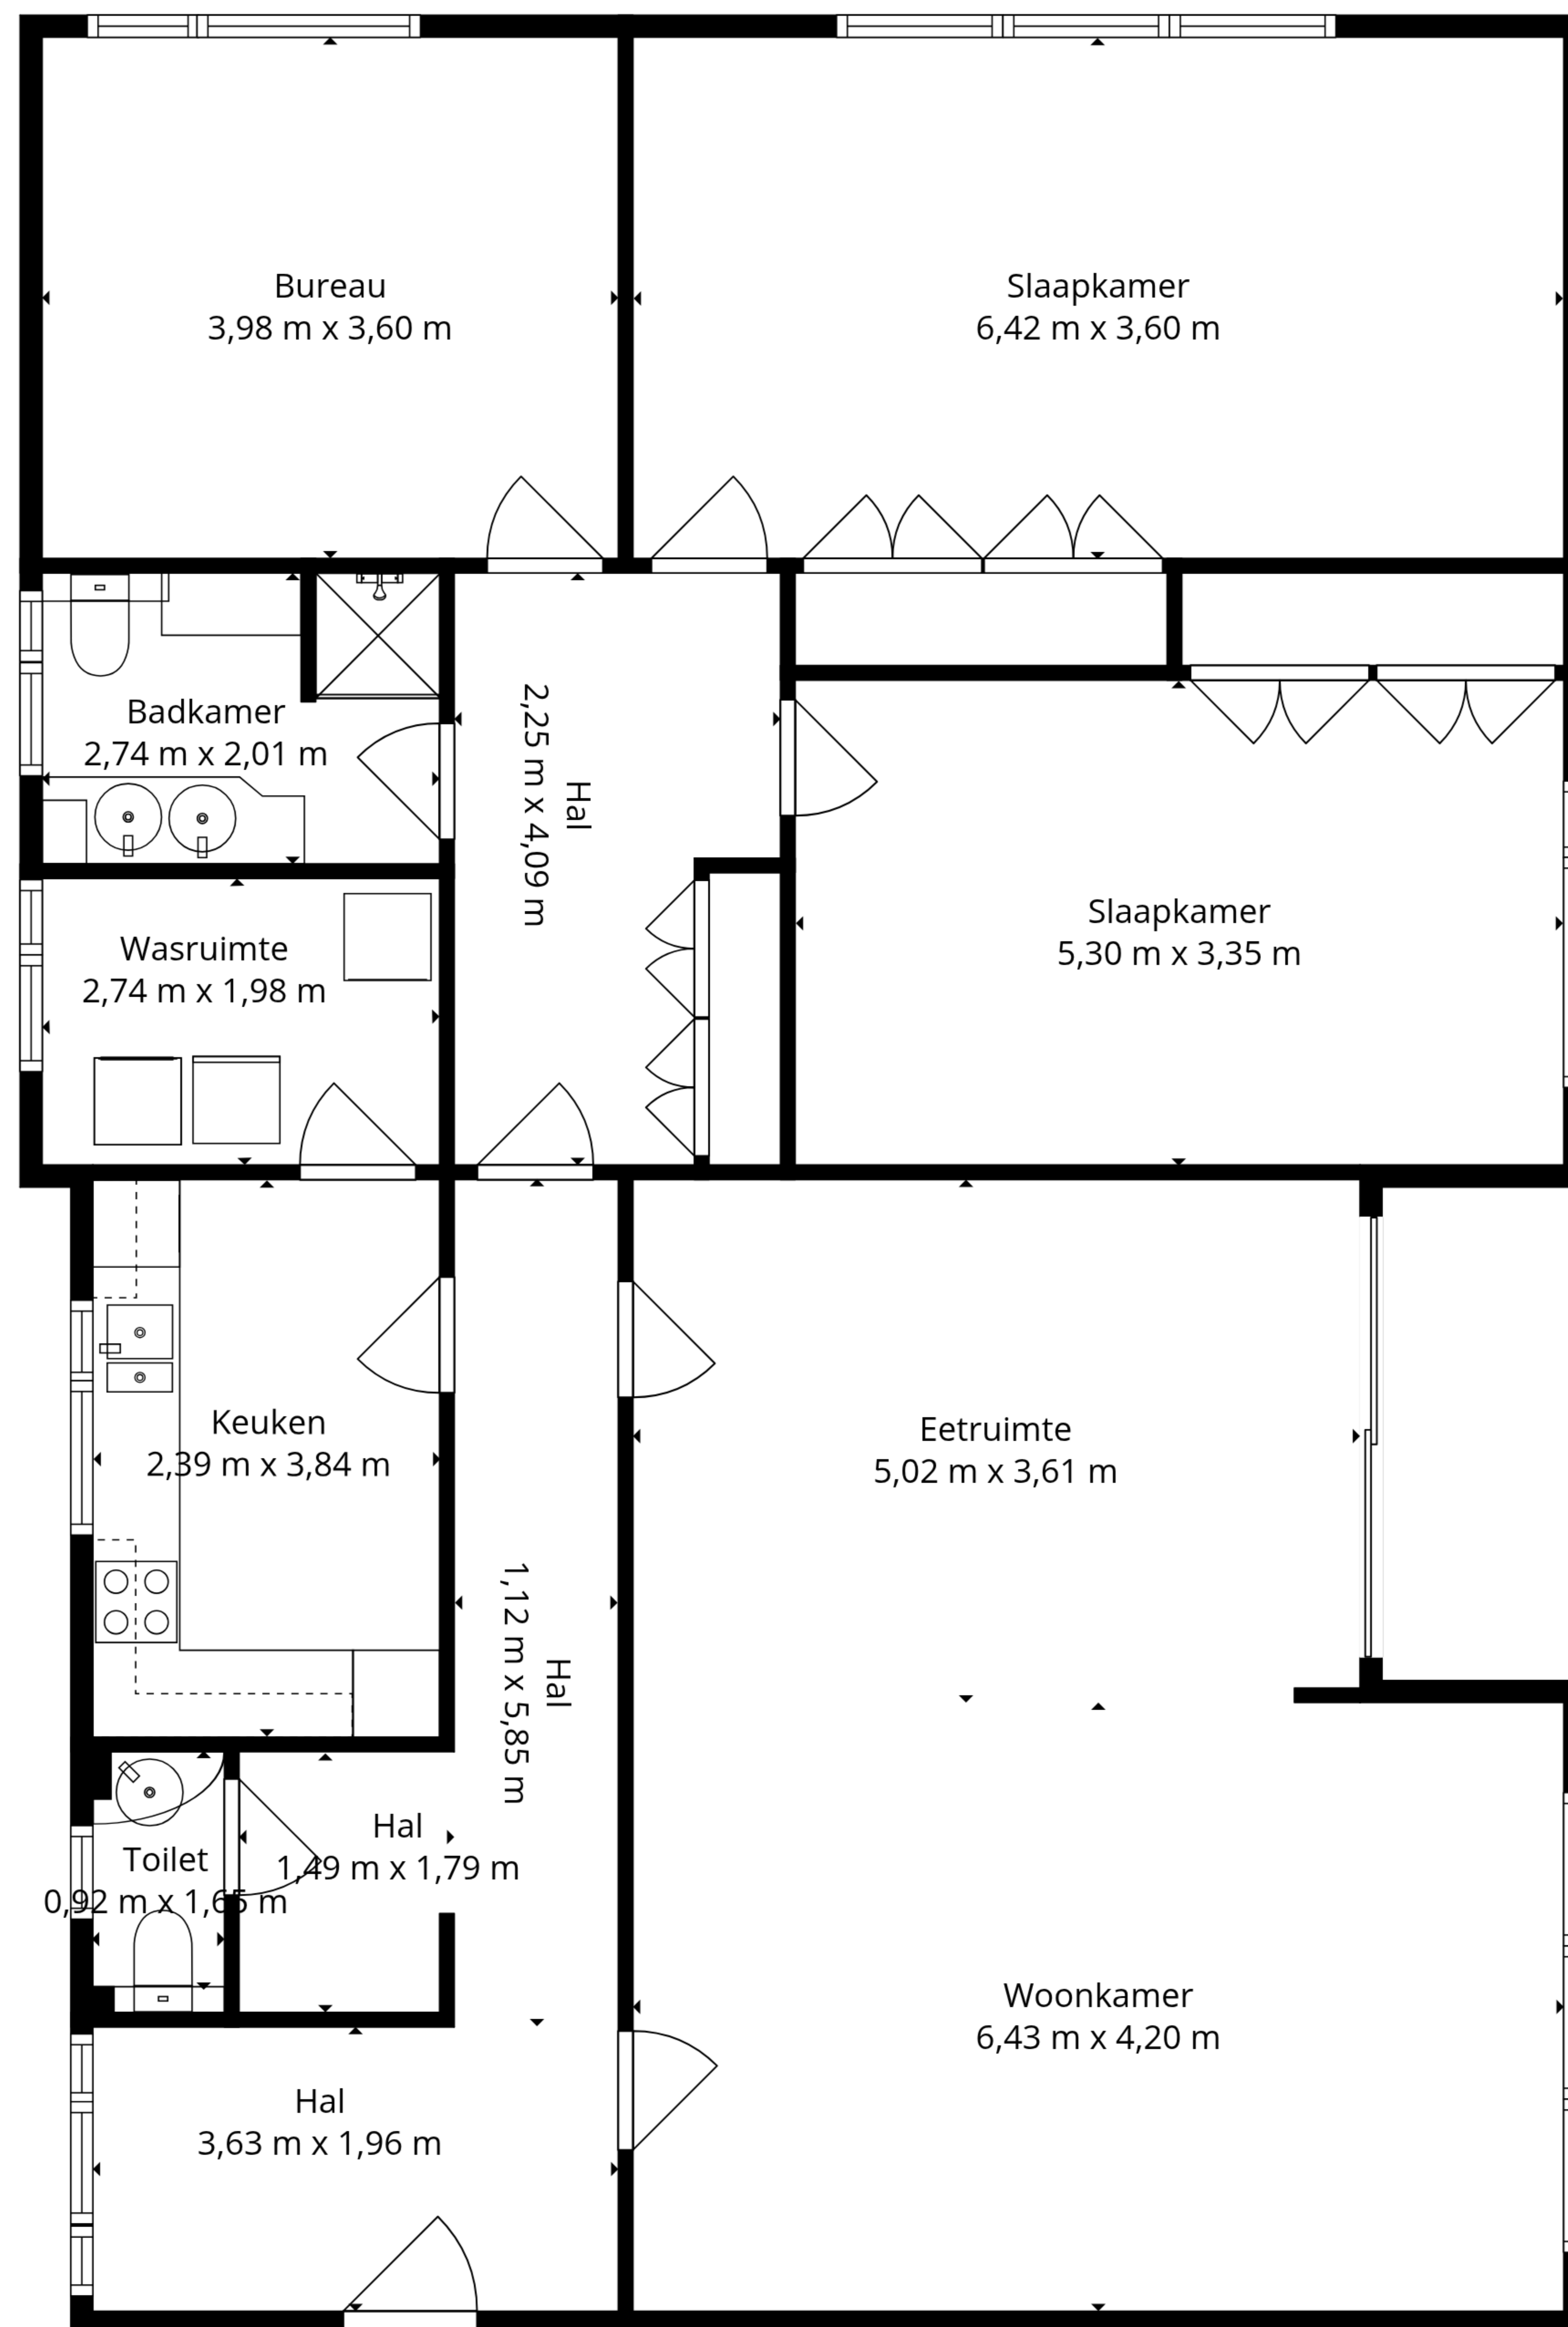 Bureau
3,98 m x 3,60 m
Slaapkamer
6,42 m x 3,60 m
Badkamer
2,74 m x 2,01 m
Hal
2,25 m x 4,09 m
Slaapkamer
5,30 m x 3,35 m
Wasruimte
2,74 m x 1,98 m
Keuken
2,39 m x 3,84 m
Eetruimte
5,02 m x 3,61 m
Hal
1,12 m x 5,85 m
Hal
1,49 m x 1,79 m
Toilet
0,92 m x 1,65 m
Woonkamer
6,43 m x 4,20 m
Hal
3,63 m x 1,96 m